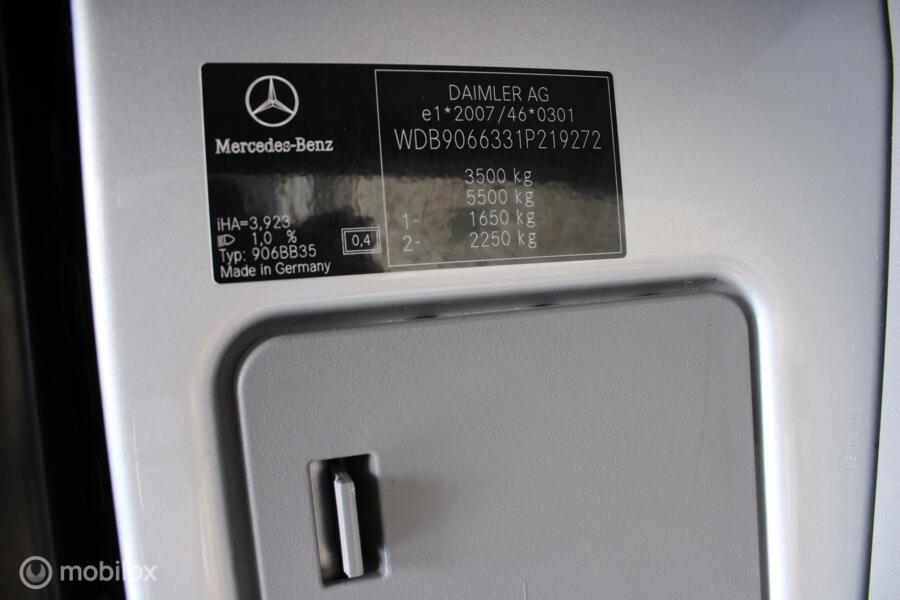 Mercedes-Benz
iHA=3,923
1,0 %
0,4
Typ: 906BB35
Made in Germany
DAIMLER AG
e1*2007/46*0301
WDB9066331P219272
3500 kg
5500 kg
1- 1650 kg
2- 2250 kg
mobilox